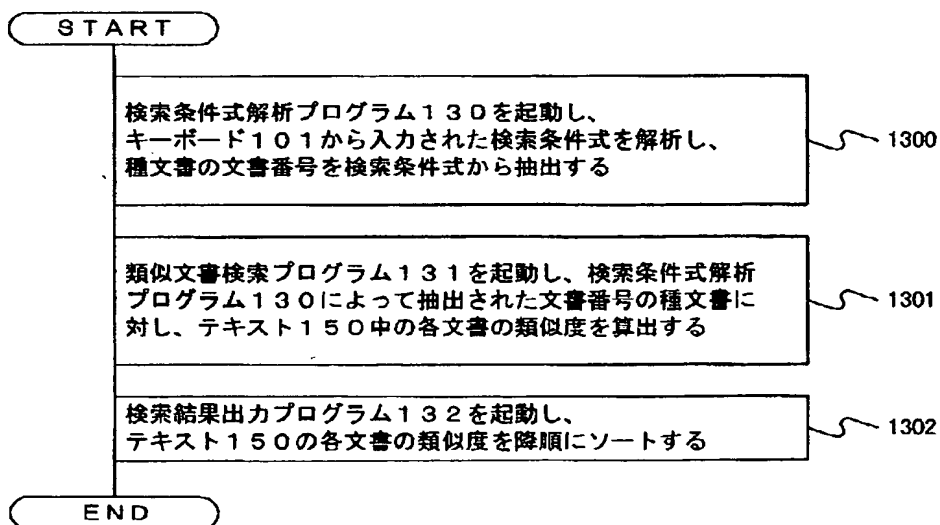 START
検索条件式解析プログラム１３０を起動し、
キーボード１０１から入力された検索条件式を解析し、
種文書の文書番号を検索条件式から抽出する
1300
類似文書検索プログラム１３１を起動し、検索条件式解析
プログラム１３０によって抽出された文書番号の種文書に
対し、テキスト１５０中の各文書の類似度を算出する
1301
検索結果出力プログラム１３２を起動し、
テキスト１５０の各文書の類似度を降順にソートする
1302
END